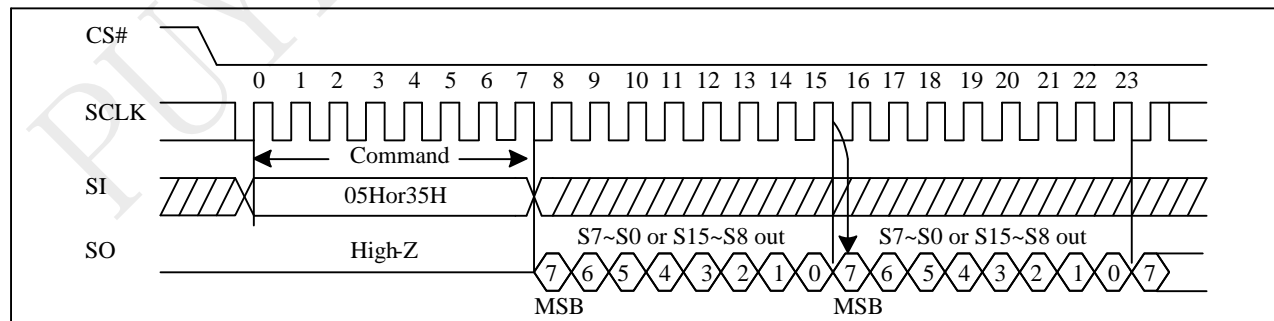 CS#
0 1 2 3 4 5 6 7 8 9 10 11 12 13 14 15 16 17 18 19 20 21 22 23
SCLK
Command
SI
05Hor35H
S7~S0 or S15~S8 out S7~S0 or S15~S8 out
SO
High-Z
7 6 5 4 3 2 1 0 7 6 5 4 3 2 1 0 7
MSB MSB
PUY